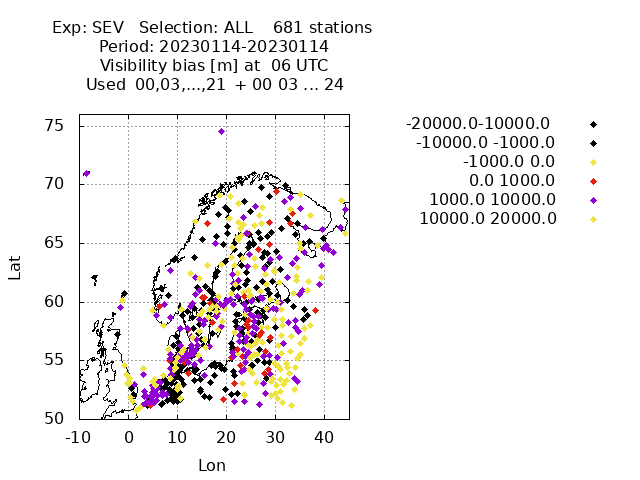 Exp: SEV   Selection: ALL    681 stations
Period: 20230114-20230114
Visibility bias [m] at  06 UTC
Used  00,03,...,21  + 00 03 ... 24
-20000.0-10000.0
-10000.0 -1000.0
-1000.0 0.0
0.0 1000.0
1000.0 10000.0
10000.0 20000.0
75
70
65
60
55
50
Lat
-10 0 10 20 30 40
Lon